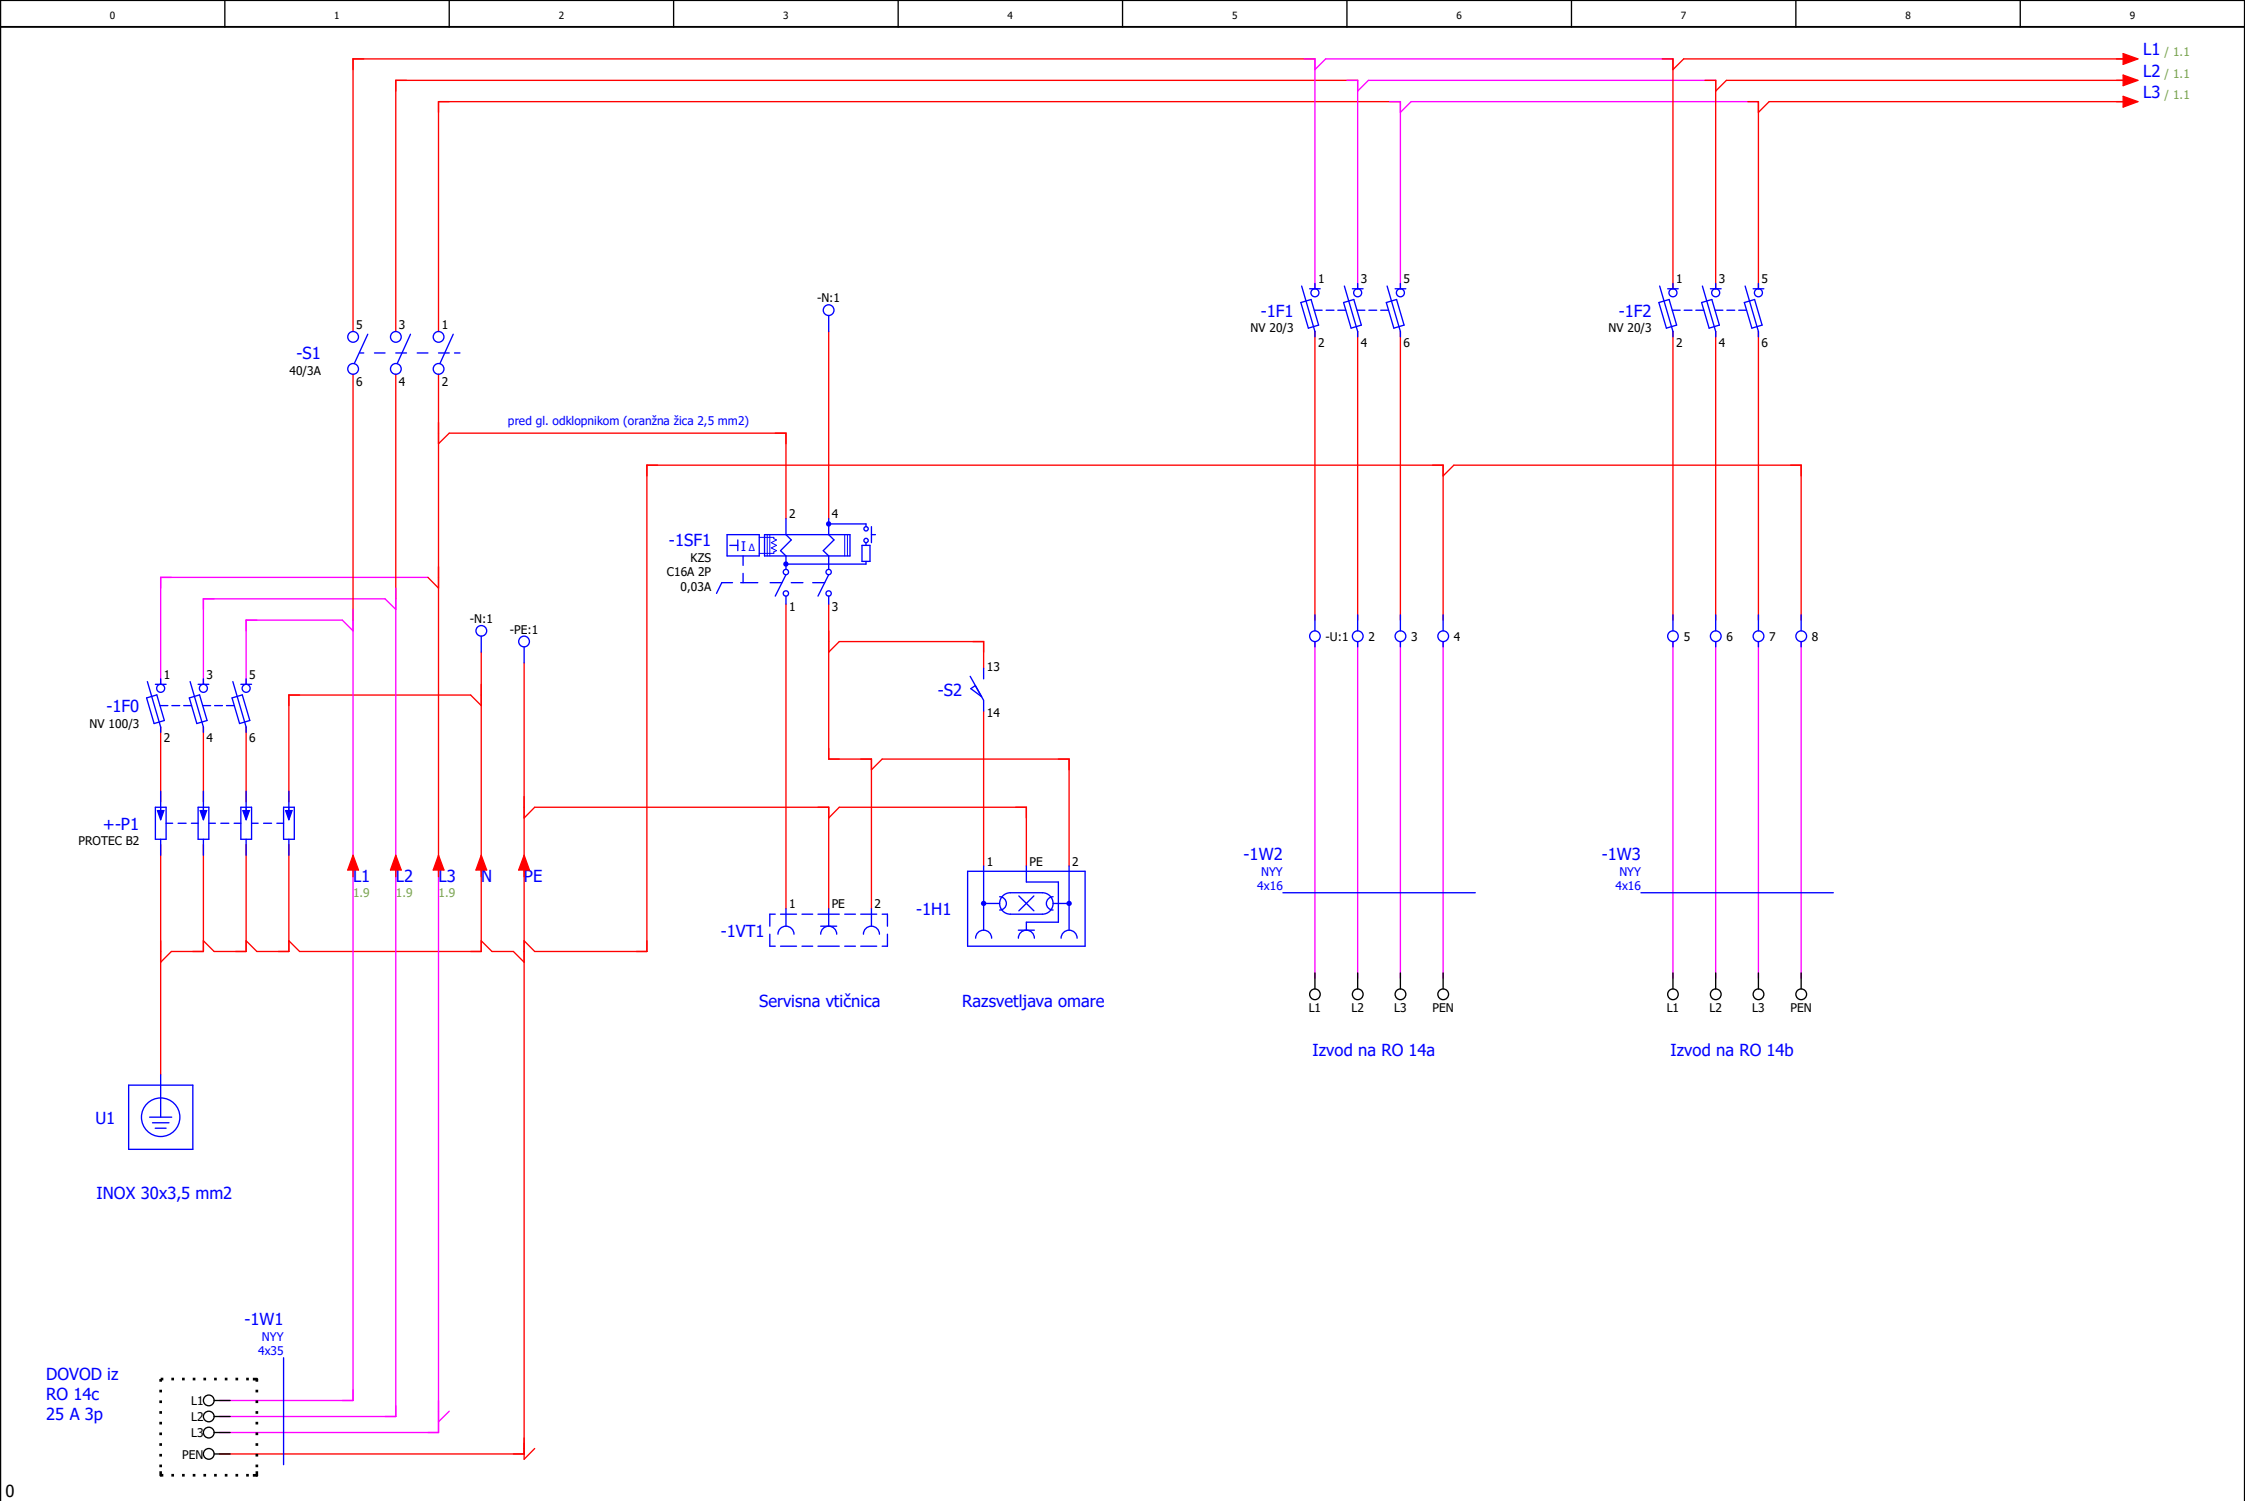 0 1 2 3 4 5 6 7 8 9
L1 / 1.1
L2 / 1.1
L3 / 1.1
-S1
40/3A
5 3 1
6 4 2
pred gl. odklopnikom (oranžna žica 2,5 mm2)
-N:1
-1F1
NV 20/3
1 3 5
2 4 6
-1F2
NV 20/3
1 3 5
2 4 6
-1SF1
KZS
C16A 2P
0,03A
2 4
I Δ
1 3
-N:1
-PE:1
-1F0
NV 100/3
1 3 5
2 4 6
-S2
13
14
-U:1 2 3 4
5 6 7 8
+-P1
PROTEC B2
L1 L2 L3 N PE
1.9 1.9 1.9
-1VT1
1 PE 2
Servisna vtičnica
-1H1
1 PE 2
Razsvetljava omare
-1W2
NYY
4x16
L1 L2 L3 PEN
Izvod na RO 14a
-1W3
NYY
4x16
L1 L2 L3 PEN
Izvod na RO 14b
U1
INOX 30x3,5 mm2
-1W1
NYY
4x35
DOVOD iz
RO 14c
25 A 3p
L1
L2
L3
PEN
0